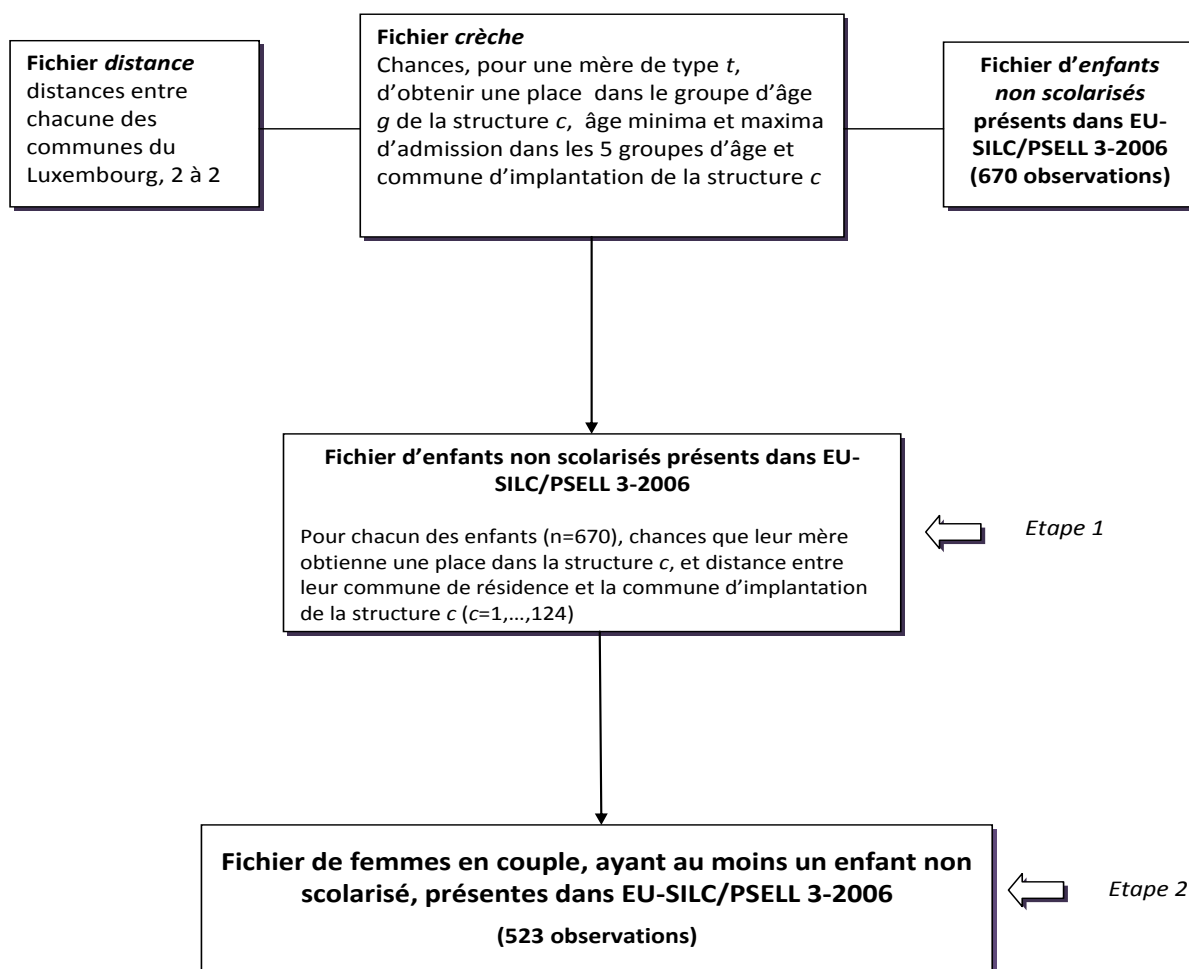 Fichier distance
distances entre
chacune des
communes du
Luxembourg, 2 à 2
Fichier crèche
Chances, pour une mère de type t,
d'obtenir une place dans le groupe d'âge
g de la structure c, âge minima et maxima
d'admission dans les 5 groupes d'âge et
commune d'implantation de la structure c
Fichier d'enfants
non scolarisés
présents dans EU-
SILC/PSELL 3-2006
(670 observations)
Fichier d'enfants non scolarisés présents dans EU-
SILC/PSELL 3-2006
Pour chacun des enfants (n=670), chances que leur mère
obtienne une place dans la structure c, et distance entre
leur commune de résidence et la commune d'implantation
de la structure c (c=1,...,124)
Etape 1
Fichier de femmes en couple, ayant au moins un enfant non
scolarisé, présentes dans EU-SILC/PSELL 3-2006
(523 observations)
Etape 2